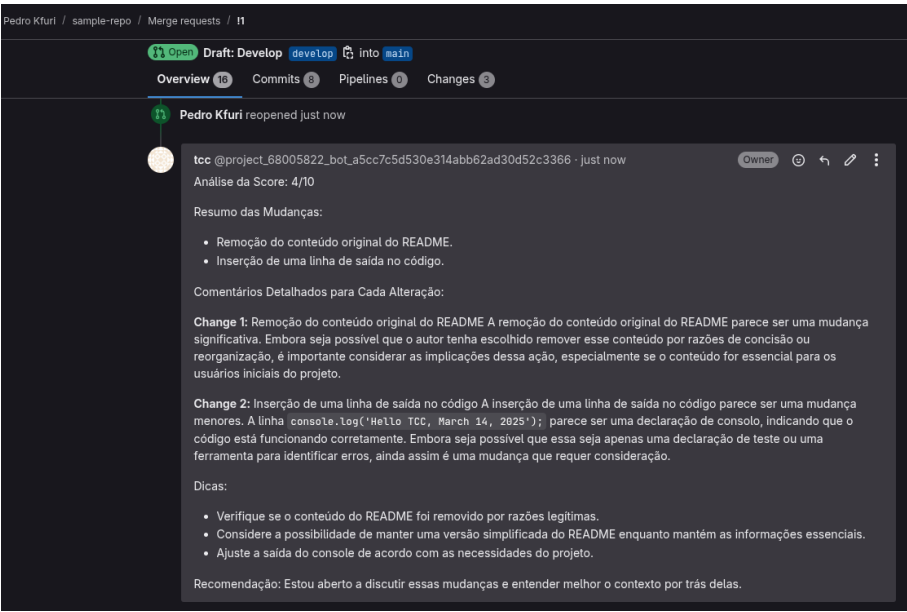 Pedro Kfuri / sample-repo / Merge requests / !1
Open Draft: Develop develop into main
Overview 16 Commits 8 Pipelines 0 Changes 3
Pedro Kfuri reopened just now
tcc @project_68005822_bot_a5cc7c5d530e314abb62ad30d52c3366 · just now Owner
Análise da Score: 4/10
Resumo das Mudanças:
• Remoção do conteúdo original do README.
• Inserção de uma linha de saída no código.
Comentários Detalhados para Cada Alteração:
Change 1: Remoção do conteúdo original do README A remoção do conteúdo original do README parece ser uma mudança
significativa. Embora seja possível que o autor tenha escolhido remover esse conteúdo por razões de concisão ou
reorganização, é importante considerar as implicações dessa ação, especialmente se o conteúdo for essencial para os
usuários iniciais do projeto.
Change 2: Inserção de uma linha de saída no código A inserção de uma linha de saída no código parece ser uma mudança
menores. A linha console.log('Hello TCC, March 14, 2025'); parece ser uma declaração de consolo, indicando que o
código está funcionando corretamente. Embora seja possível que essa seja apenas uma declaração de teste ou uma
ferramenta para identificar erros, ainda assim é uma mudança que requer consideração.
Dicas:
• Verifique se o conteúdo do README foi removido por razões legítimas.
• Considere a possibilidade de manter uma versão simplificada do README enquanto mantém as informações essenciais.
• Ajuste a saída do console de acordo com as necessidades do projeto.
Recomendação: Estou aberto a discutir essas mudanças e entender melhor o contexto por trás delas.